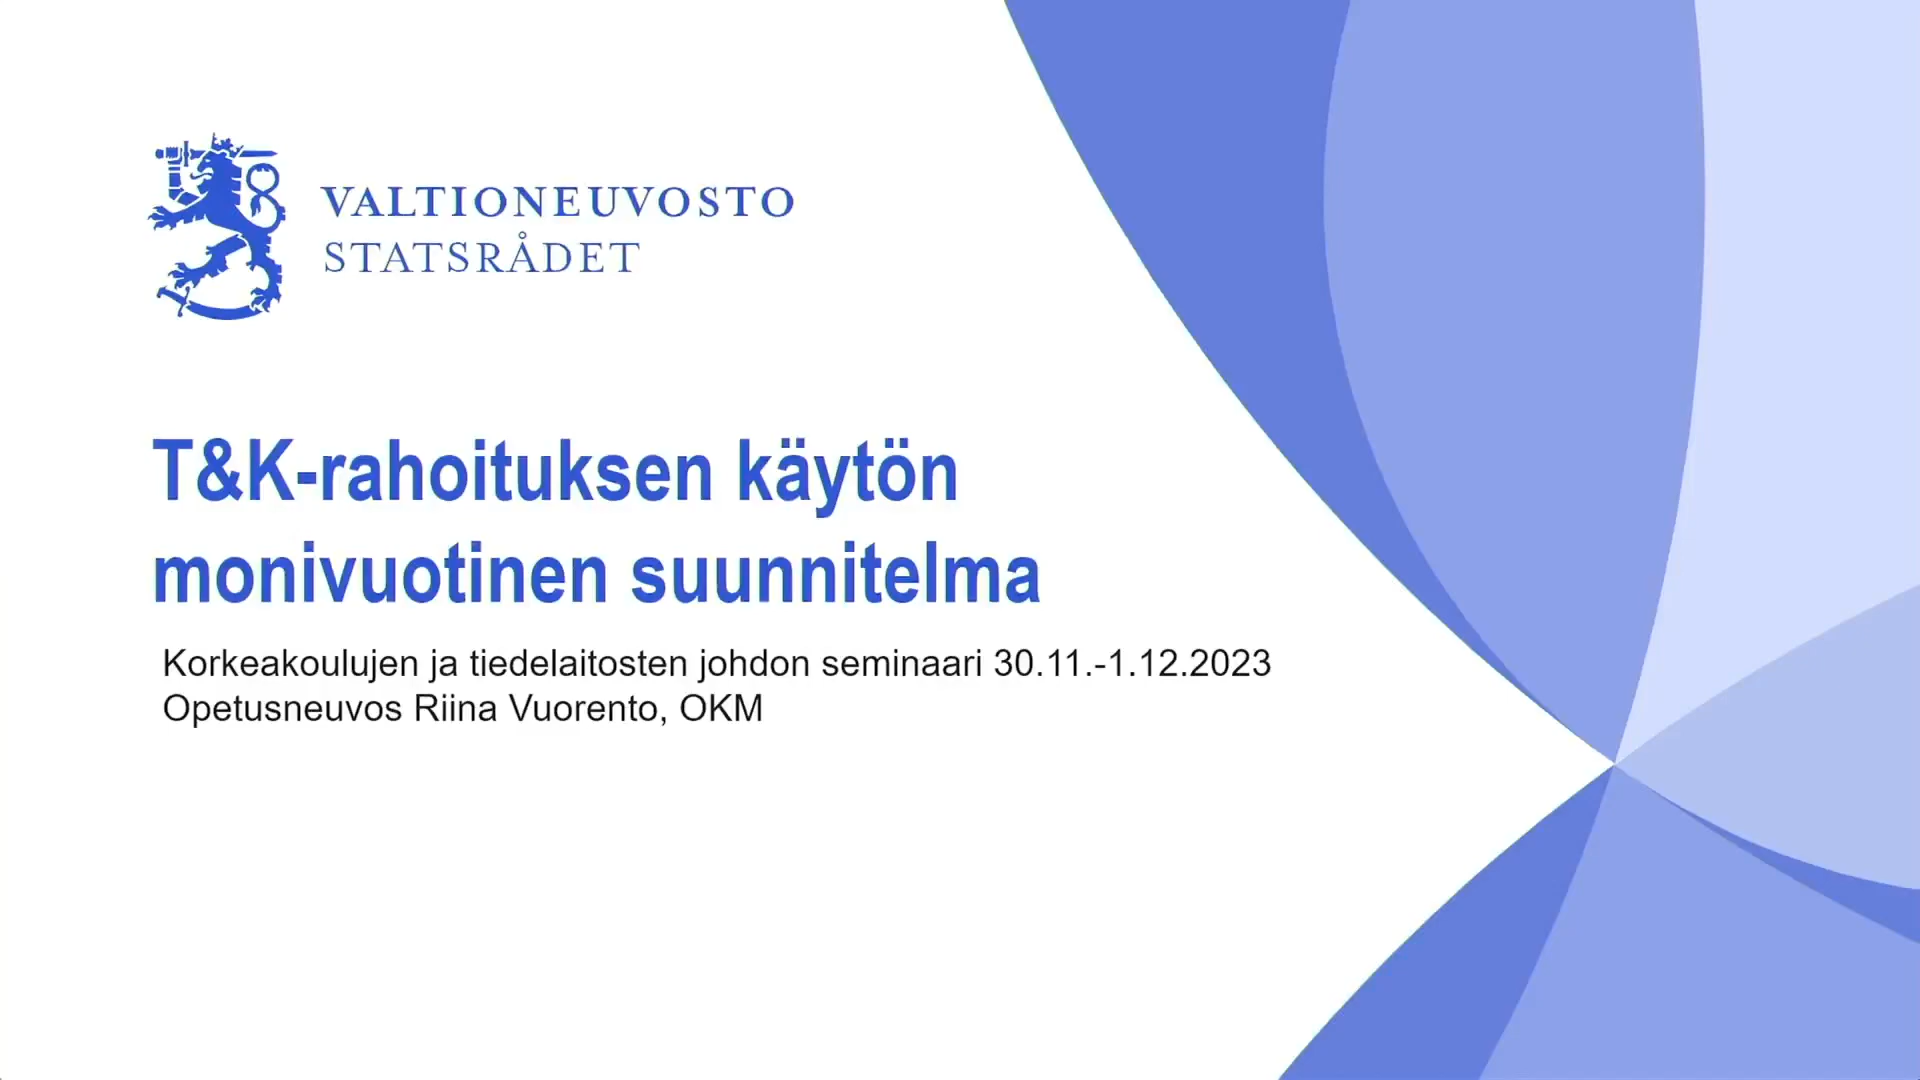 VALTIONEUVOSTO
STATSRÅDET
T&K-rahoituksen käytön
monivuotinen suunnitelma
Korkeakoulujen ja tiedelaitosten johdon seminaari 30.11.-1.12.2023
Opetusneuvos Riina Vuorento, OKM